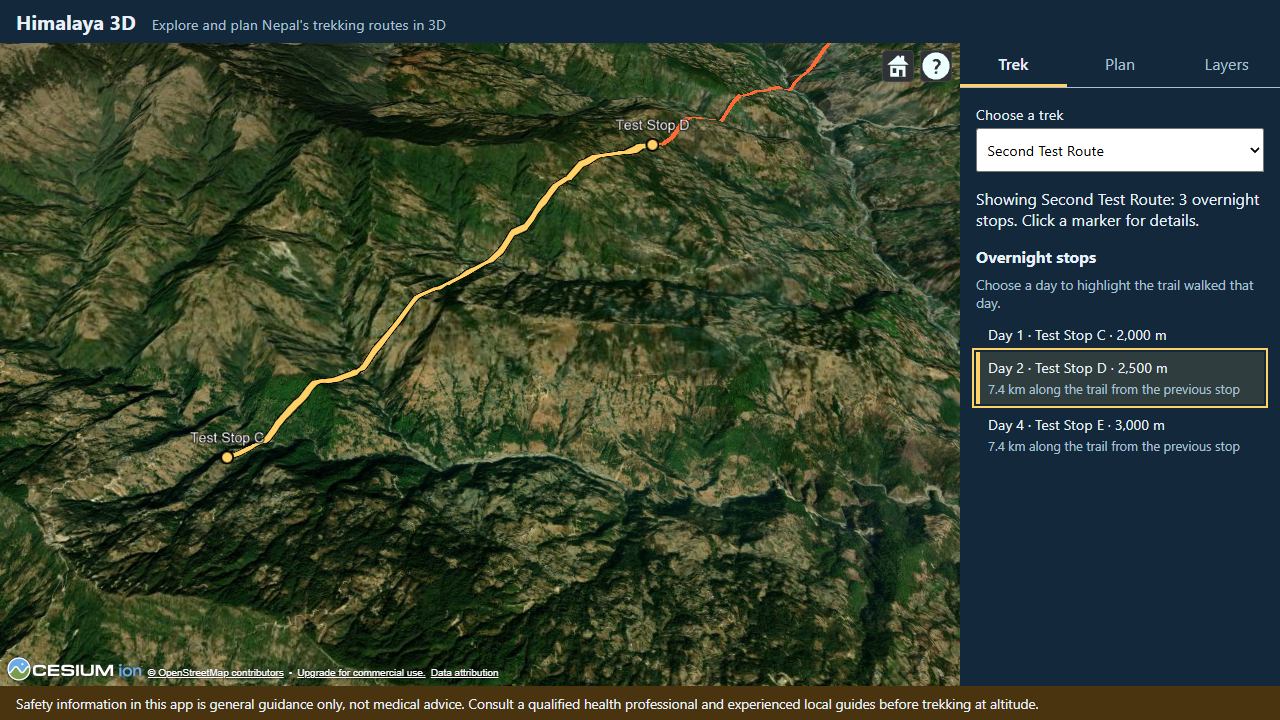 Himalaya 3D Explore and plan Nepal's trekking routes in 3D
Trek Plan Layers
Test Stop D
Choose a trek
Second Test Route
Showing Second Test Route: 3 overnight
stops. Click a marker for details.
Overnight stops
Choose a day to highlight the trail walked that
day.
Day 1 · Test Stop C · 2,000 m
Day 2 · Test Stop D · 2,500 m
7.4 km along the trail from the previous stop
Day 4 · Test Stop E · 3,000 m
7.4 km along the trail from the previous stop
Test Stop C
CESIUM ion © OpenStreetMap contributors • Upgrade for commercial use. Data attribution
Safety information in this app is general guidance only, not medical advice. Consult a qualified health professional and experienced local guides before trekking at altitude.